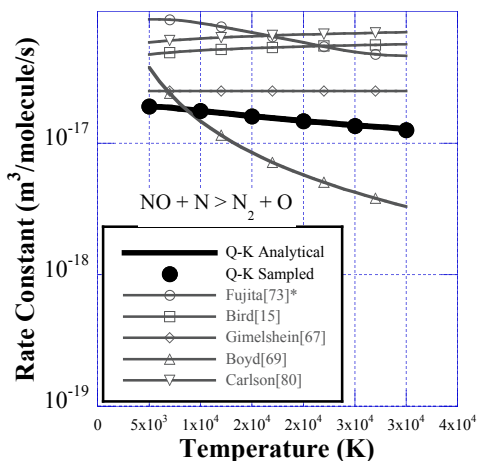 Rate Constant (m³/molecule/s)
10⁻¹⁷
10⁻¹⁸
10⁻¹⁹
NO + N > N₂ + O
Q-K Analytical
Q-K Sampled
Fujita[73]*
Bird[15]
Gimelshein[67]
Boyd[69]
Carlson[80]
0 5x10³ 1x10⁴ 2x10⁴ 2x10⁴ 3x10⁴ 3x10⁴ 4x10⁴
Temperature (K)